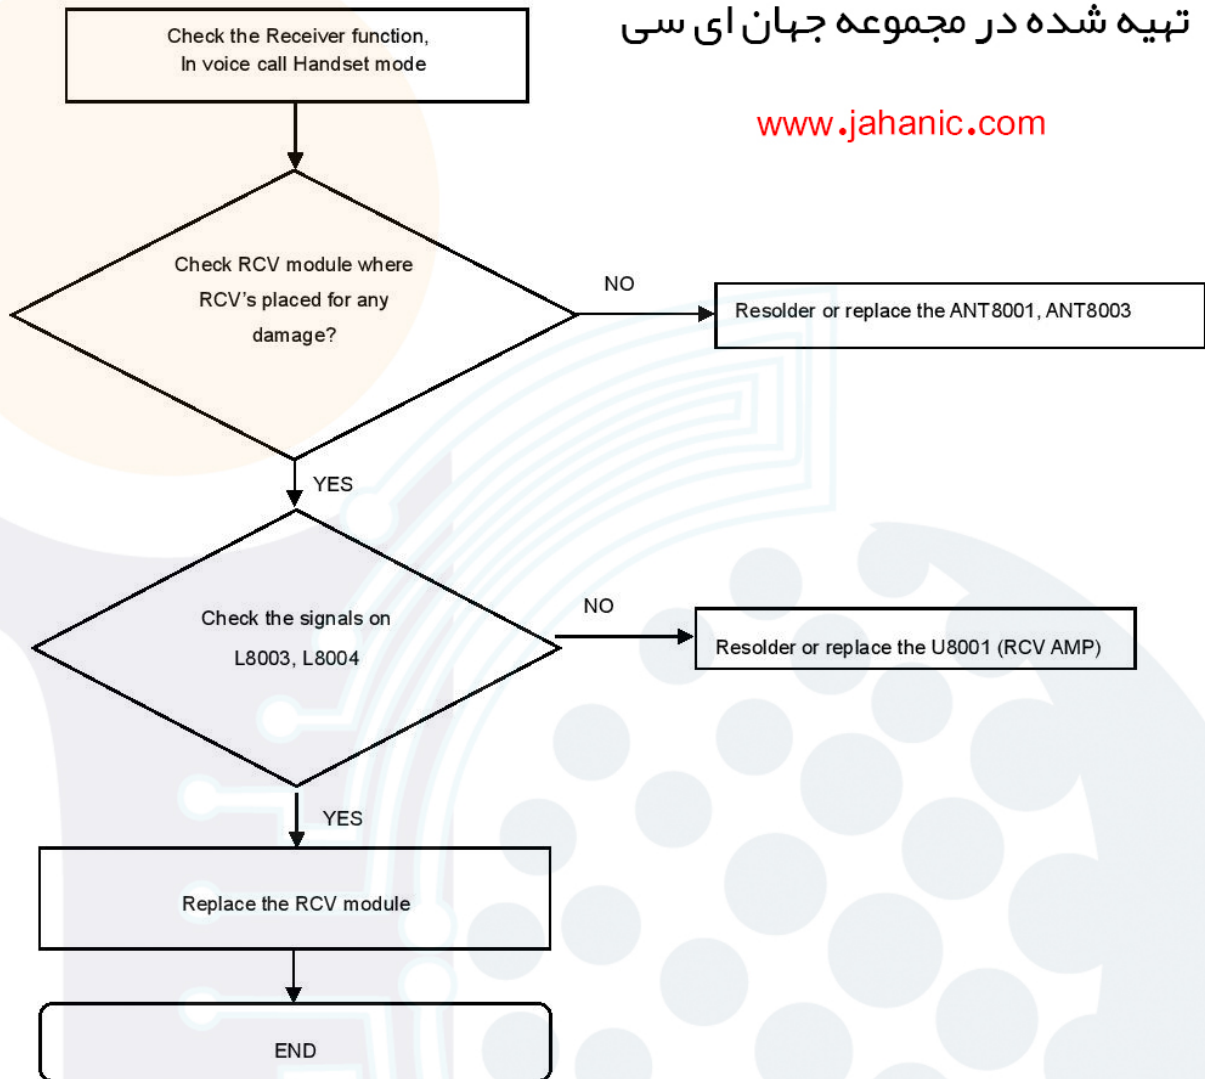 تهیه شده در مجموعه جهان ای سی
www.jahanic.com
Check the Receiver function,
In voice call Handset mode
Check RCV module where
RCV's placed for any
damage?
NO
Resolder or replace the ANT8001, ANT8003
YES
Check the signals on
L8003, L8004
NO
Resolder or replace the U8001 (RCV AMP)
YES
Replace the RCV module
END